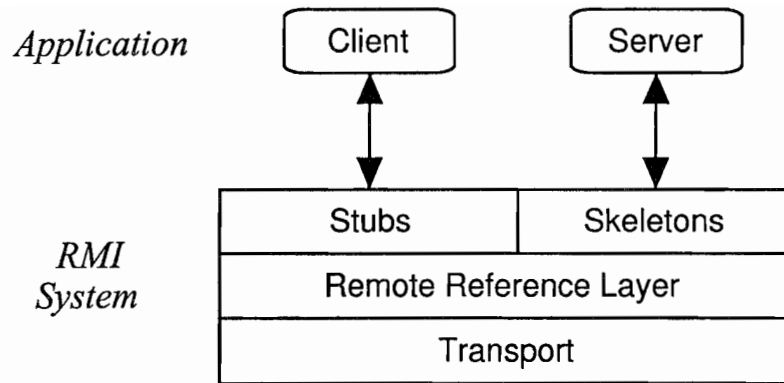 Application
Client
Server
Stubs
Skeletons
RMI
System
Remote Reference Layer
Transport